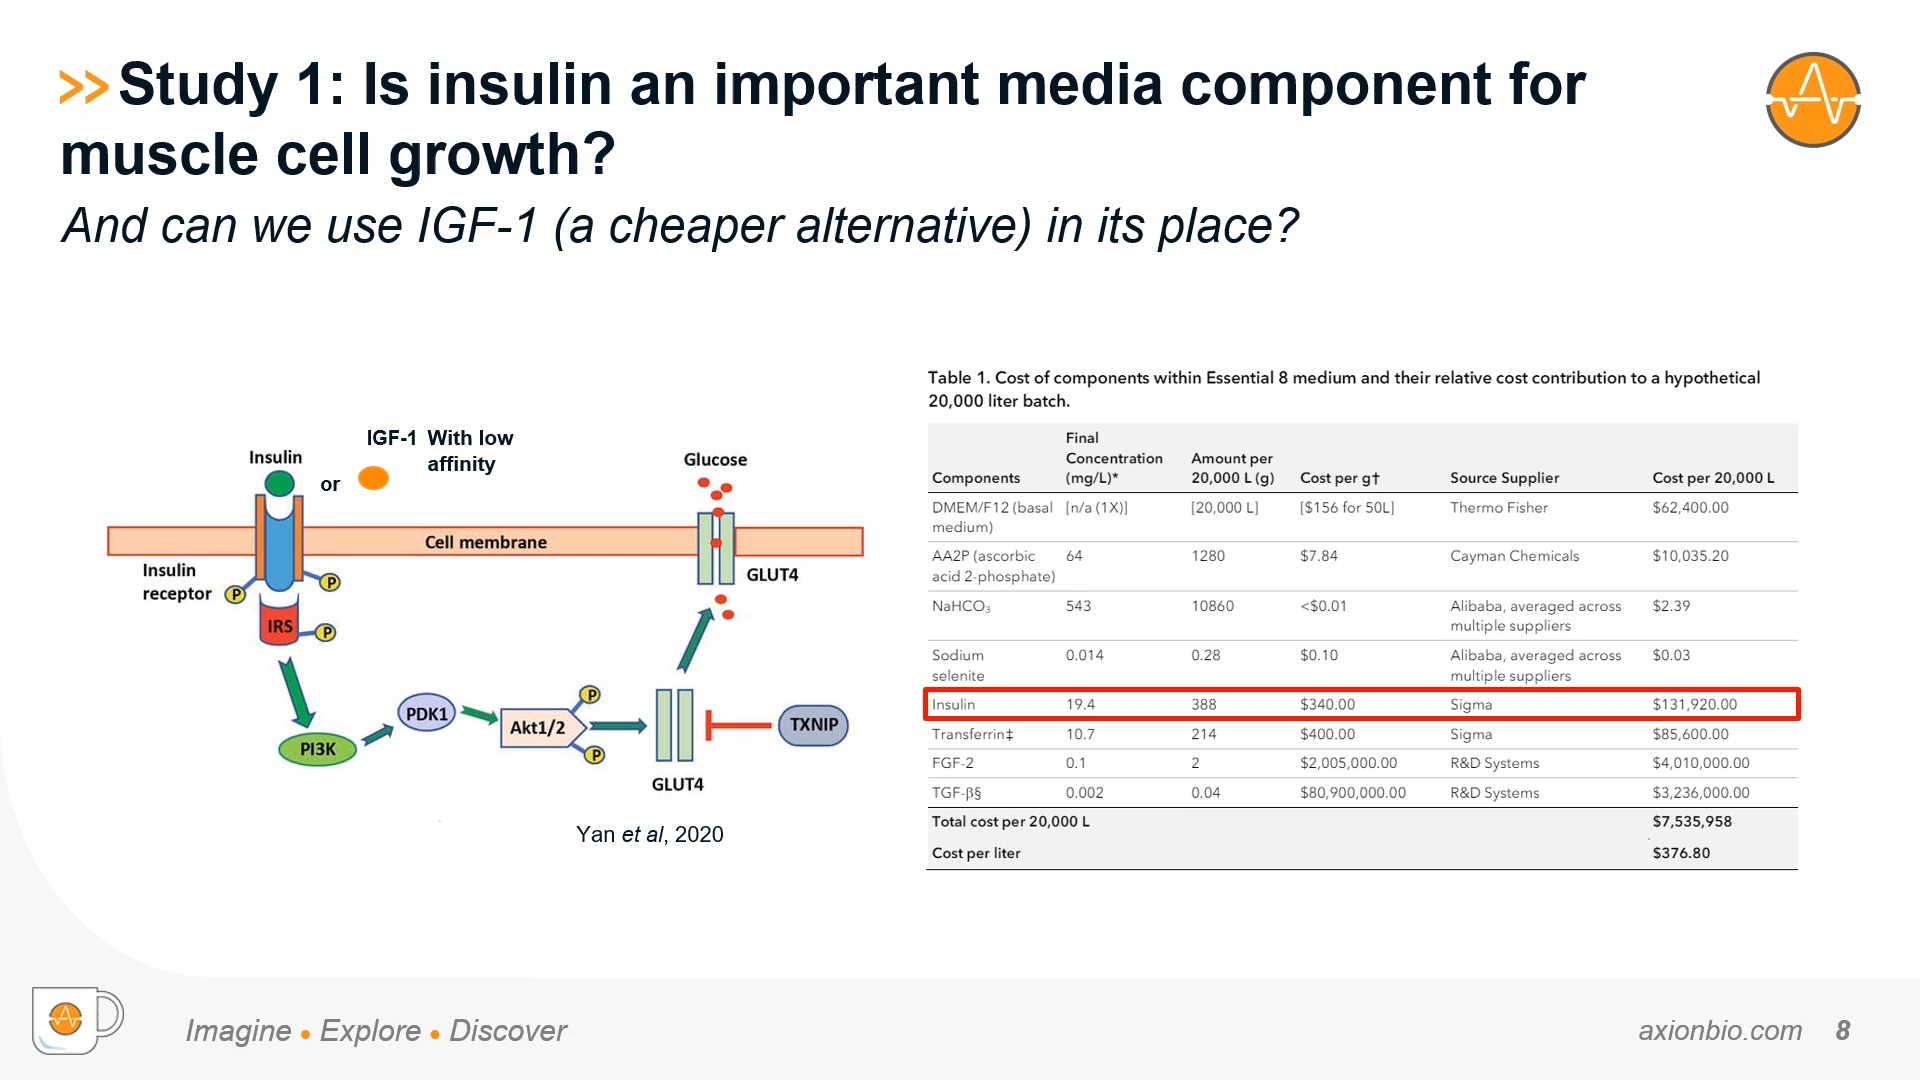 >> Study 1: Is insulin an important media component for
muscle cell growth?
And can we use IGF-1 (a cheaper alternative) in its place?
IGF-1 With low
affinity
Insulin
or
Glucose
Cell membrane
Insulin
receptor
GLUT4
P
P
IRS
P
PI3K
PDK1
Akt1/2
P
P
GLUT4
TXNIP
Yan et al, 2020
Table 1. Cost of components within Essential 8 medium and their relative cost contribution to a hypothetical
20,000 liter batch.
Components Final Concentration (mg/L)* Amount per 20,000 L (g) Cost per g† Source Supplier Cost per 20,000 L
DMEM/F12 (basal medium) [n/a (1X)] [20,000 L] [$156 for 50L] Thermo Fisher $62,400.00
AA2P (ascorbic acid 2-phosphate) 64 1280 $7.84 Cayman Chemicals $10,035.20
NaHCO₃ 543 10860 <$0.01 Alibaba, averaged across multiple suppliers $2.39
Sodium selenite 0.014 0.28 $0.10 Alibaba, averaged across multiple suppliers $0.03
Insulin 19.4 388 $340.00 Sigma $131,920.00
Transferrin‡ 10.7 214 $400.00 Sigma $85,600.00
FGF-2 0.1 2 $2,005,000.00 R&D Systems $4,010,000.00
TGF-β§ 0.002 0.04 $80,900,000.00 R&D Systems $3,236,000.00
Total cost per 20,000 L $7,535,958
Cost per liter $376.80
Imagine • Explore • Discover
axionbio.com 8